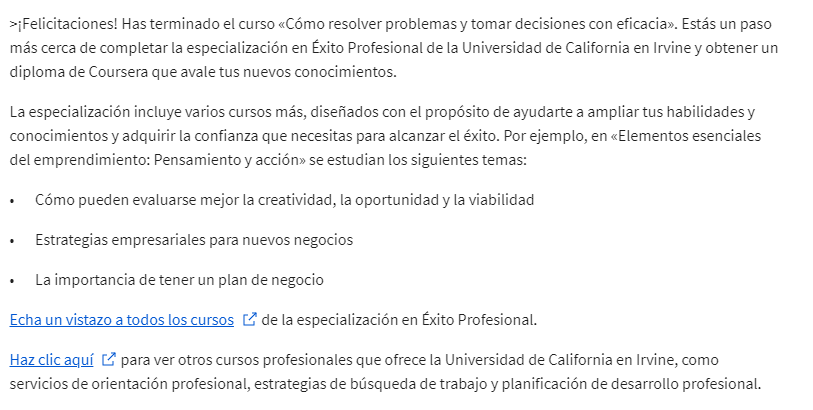 >¡Felicitaciones! Has terminado el curso «Cómo resolver problemas y tomar decisiones con eficacia». Estás un paso
más cerca de completar la especialización en Éxito Profesional de la Universidad de California en Irvine y obtener un
diploma de Coursera que avale tus nuevos conocimientos.
La especialización incluye varios cursos más, diseñados con el propósito de ayudarte a ampliar tus habilidades y
conocimientos y adquirir la confianza que necesitas para alcanzar el éxito. Por ejemplo, en «Elementos esenciales
del emprendimiento: Pensamiento y acción» se estudian los siguientes temas:
• Cómo pueden evaluarse mejor la creatividad, la oportunidad y la viabilidad
• Estrategias empresariales para nuevos negocios
• La importancia de tener un plan de negocio
Echa un vistazo a todos los cursos de la especialización en Éxito Profesional.
Haz clic aquí para ver otros cursos profesionales que ofrece la Universidad de California en Irvine, como
servicios de orientación profesional, estrategias de búsqueda de trabajo y planificación de desarrollo profesional.